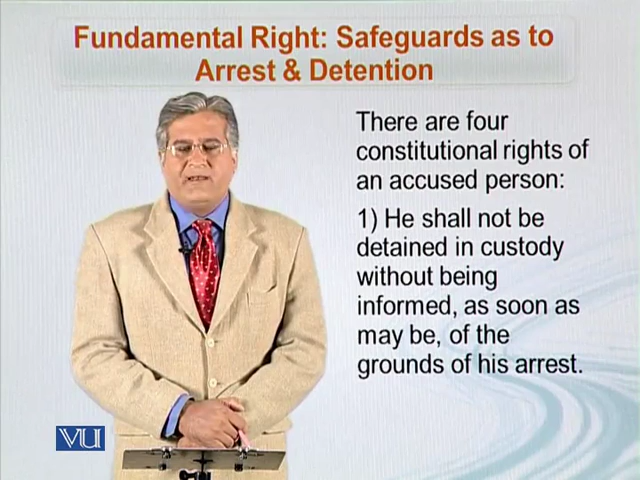 Fundamental Right: Safeguards as to
Arrest & Detention
There are four
constitutional rights of
an accused person:
1) He shall not be
detained in custody
without being
informed, as soon as
may be, of the
grounds of his arrest.
VU